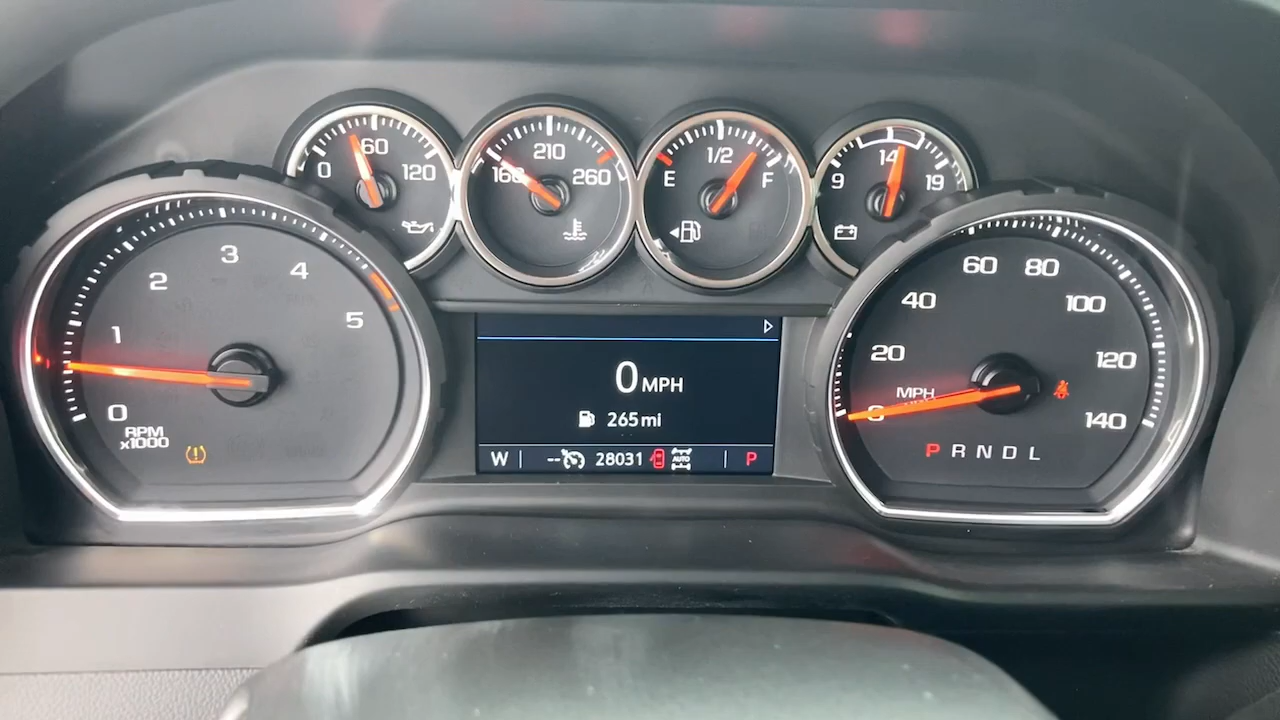 0 60 120
160 210 260
E 1/2 F
9 14 19
0 1 2 3 4 5
RPM
x1000
0 MPH
265 mi
W -- 28031 AUTO P
0 20 40 60 80 100 120 140
MPH
P R N D L